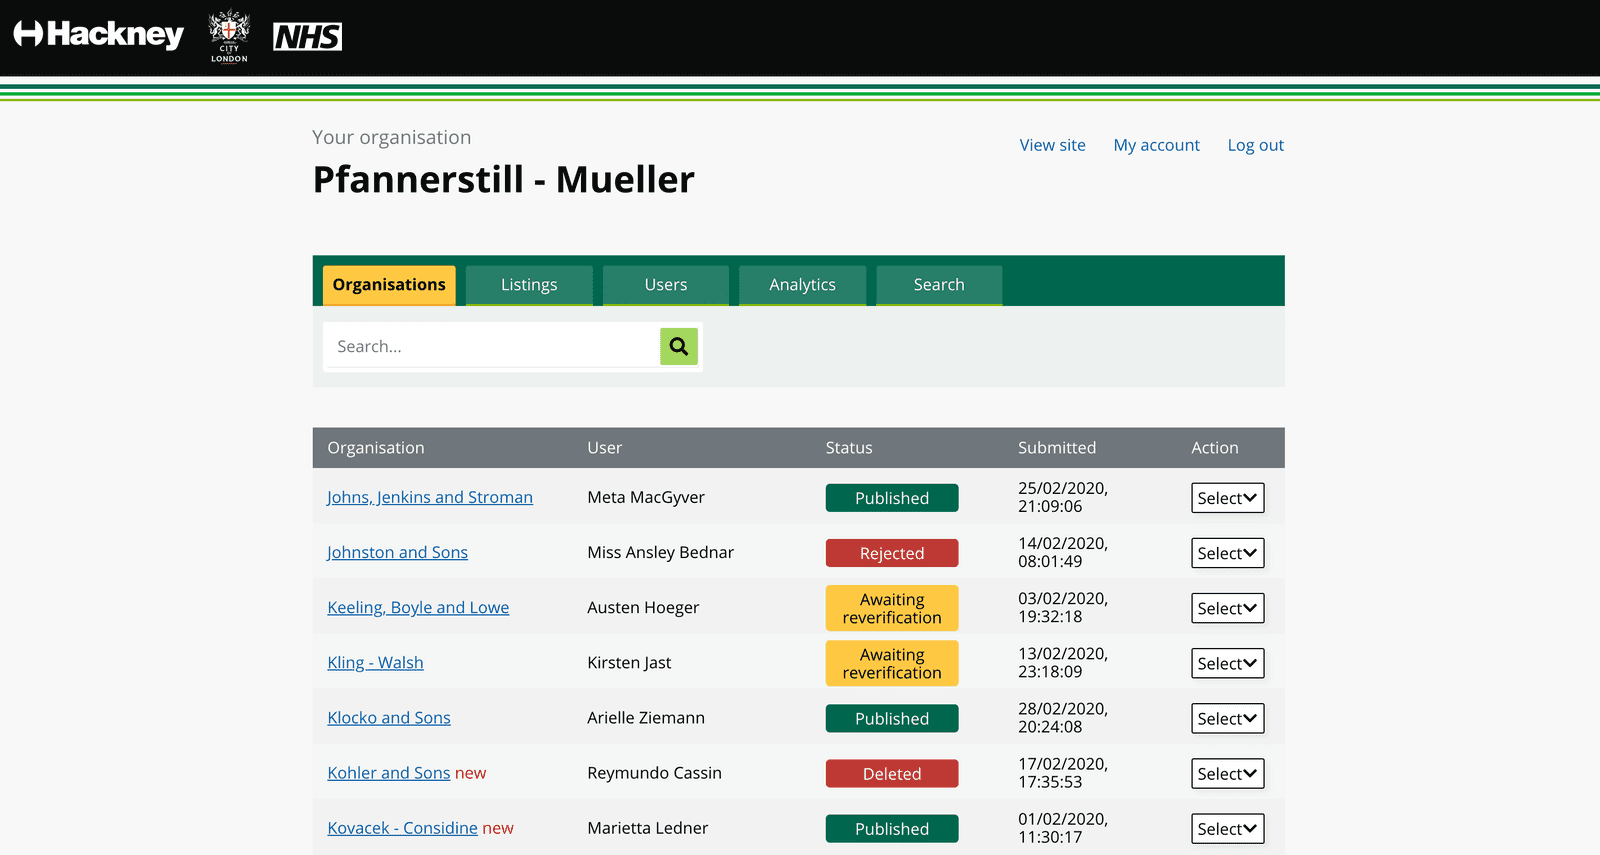 Hackney
CITY
OF
LONDON
NHS
Your organisation
View site My account Log out
Pfannerstill - Mueller
Organisations Listings Users Analytics Search
Search...
Organisation User Status Submitted Action
Johns, Jenkins and Stroman Meta MacGyver Published 25/02/2020, 21:09:06 Select
Johnston and Sons Miss Ansley Bednar Rejected 14/02/2020, 08:01:49 Select
Keeling, Boyle and Lowe Austen Hoeger Awaiting reverification 03/02/2020, 19:32:18 Select
Kling - Walsh Kirsten Jast Awaiting reverification 13/02/2020, 23:18:09 Select
Klocko and Sons Arielle Ziemann Published 28/02/2020, 20:24:08 Select
Kohler and Sons new Reymundo Cassin Deleted 17/02/2020, 17:35:53 Select
Kovacek - Considine new Marietta Ledner Published 01/02/2020, 11:30:17 Select